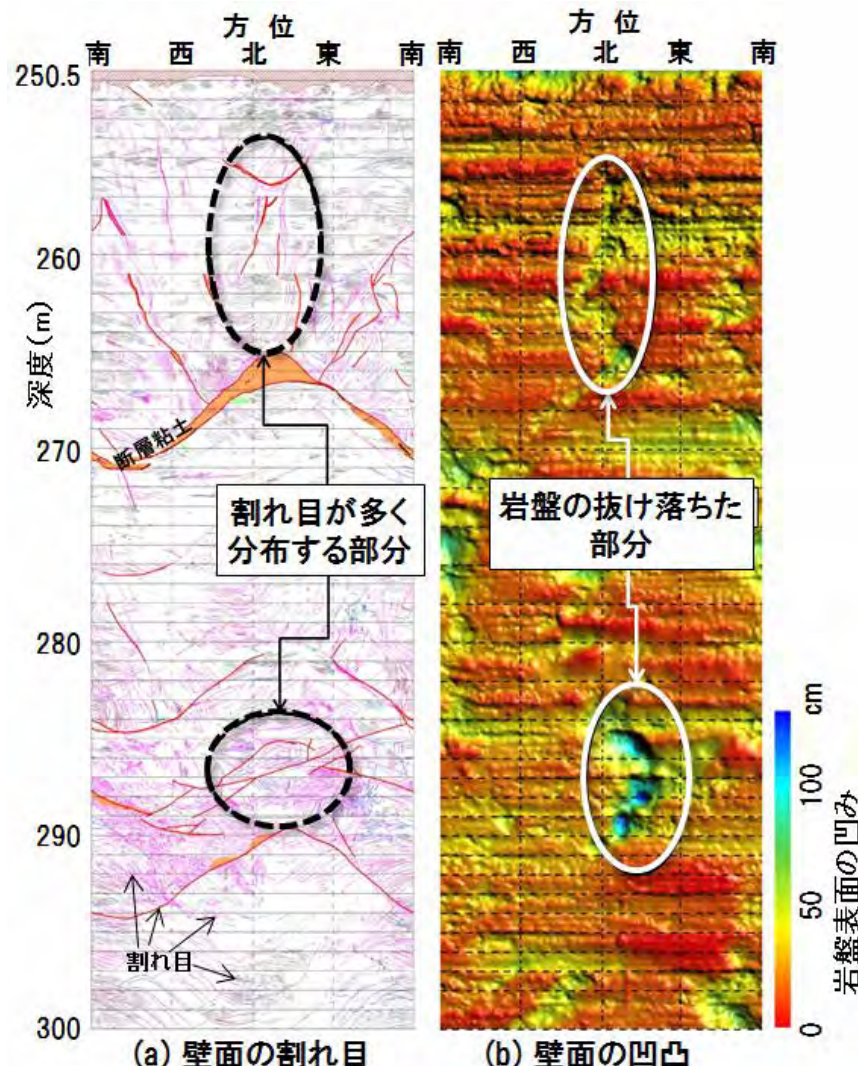 方 位
南 西 北 東 南
方 位
南 西 北 東 南
250.5
260
270
280
290
300
深度(m)
断層粘土
割れ目が多く
分布する部分
岩盤の抜け落ちた
部分
割れ目
cm
100
50
0
岩盤表面の凹み
(a) 壁面の割れ目
(b) 壁面の凹凸